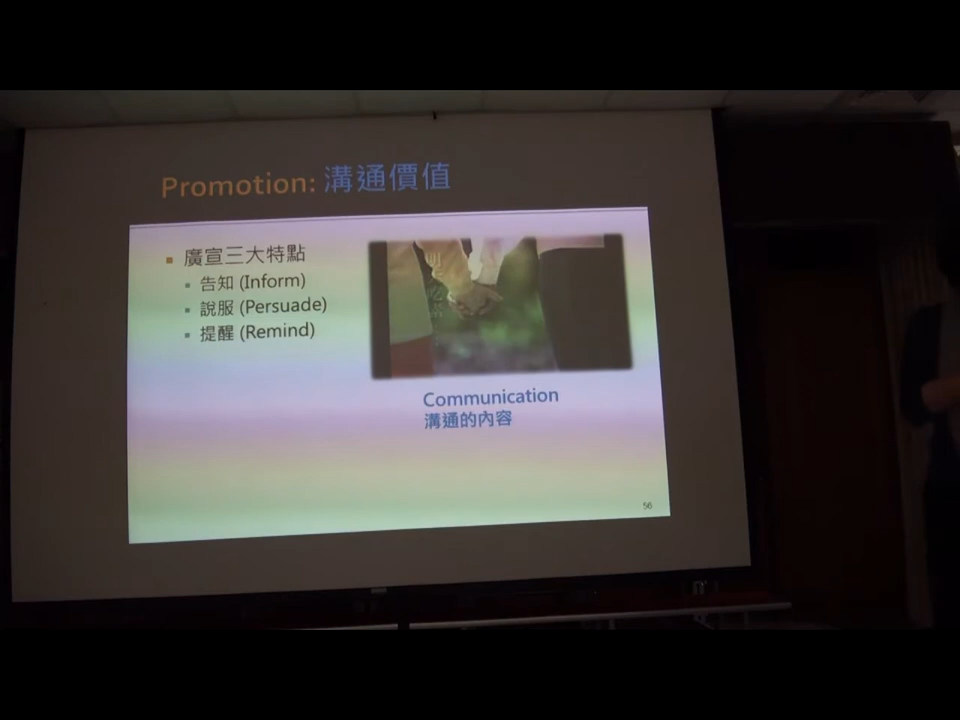 Promotion: 溝通價值
廣宣三大特點
告知 (Inform)
說服 (Persuade)
提醒 (Remind)
Communication
溝通的內容
56